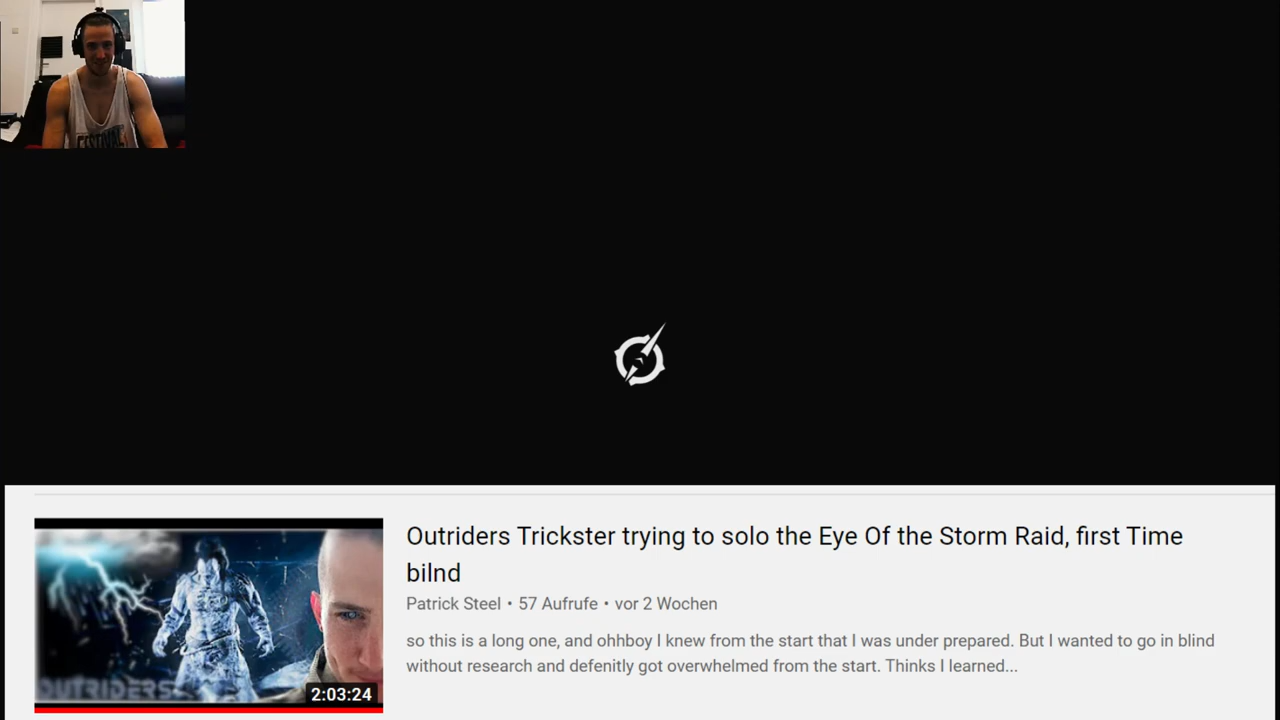 FESTIVAL
Outriders Trickster trying to solo the Eye Of the Storm Raid, first Time
bilnd
Patrick Steel • 57 Aufrufe • vor 2 Wochen
so this is a long one, and ohhboy I knew from the start that I was under prepared. But I wanted to go in blind
without research and defenitly got overwhelmed from the start. Thinks I learned...
OUTRIDERS
2:03:24